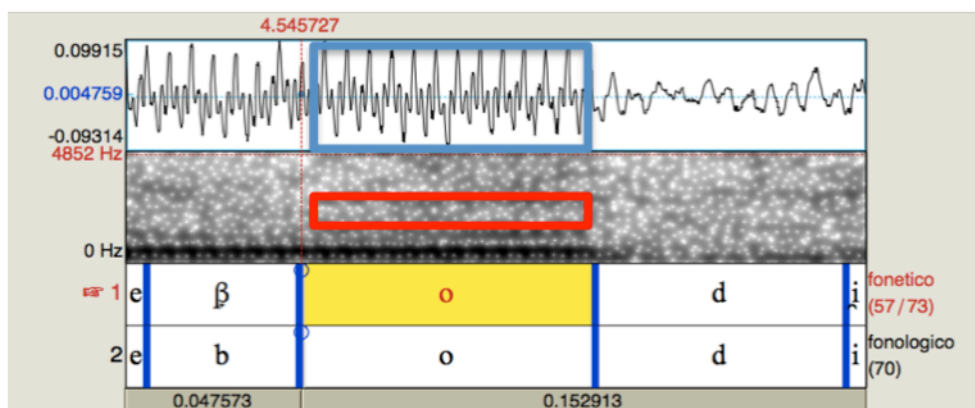 4.545727
0.09915
0.004759
-0.09314
4852 Hz
0 Hz
1 e β̞ o d i̯ fonetico
(57/73)
2 e b o d i fonologico
(70)
0.047573 0.152913